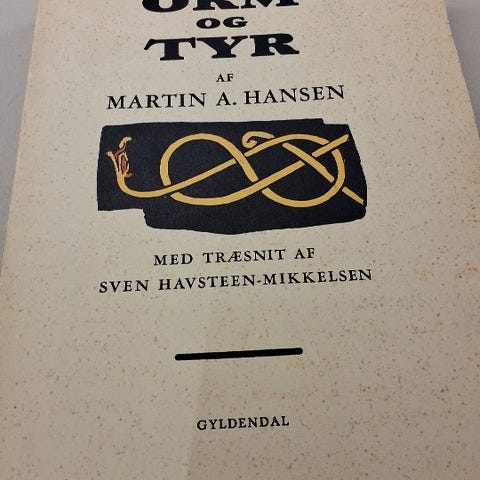 ORM
OG
TYR
AF
MARTIN A. HANSEN
MED TRÆSNIT AF
SVEN HAVSTEEN-MIKKELSEN
GYLDENDAL